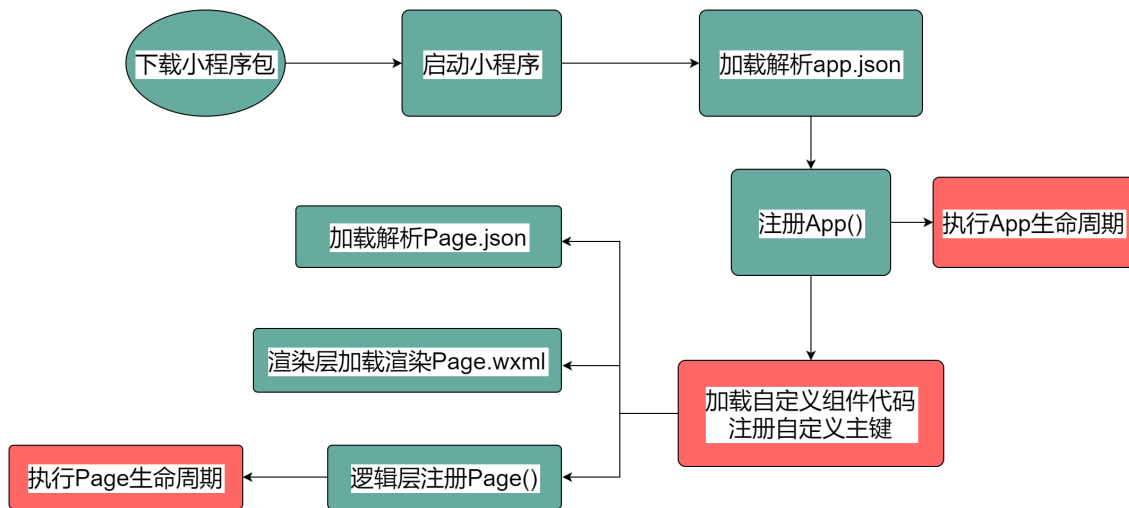 下载小程序包
启动小程序
加载解析app.json
注册App()
执行App生命周期
加载解析Page.json
渲染层加载渲染Page.wxml
加载自定义组件代码
注册自定义主键
执行Page生命周期
逻辑层注册Page()